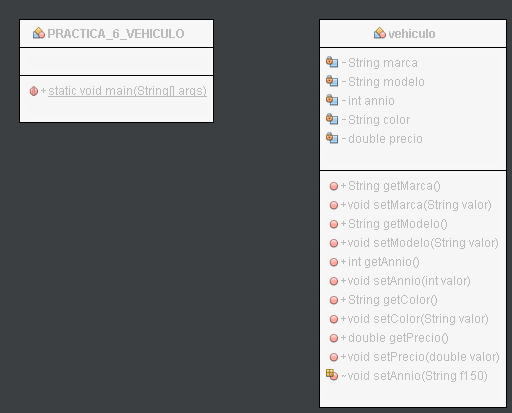 PRACTICA_6_VEHICULO
+static void main(String[] args)
vehiculo
-String marca
-String modelo
-int annio
-String color
-double precio
+String getMarca()
+void setMarca(String valor)
+String getModelo()
+void setModelo(String valor)
+int getAnnio()
+void setAnnio(int valor)
+String getColor()
+void setColor(String valor)
+double getPrecio()
+void setPrecio(double valor)
~void setAnnio(String f150)